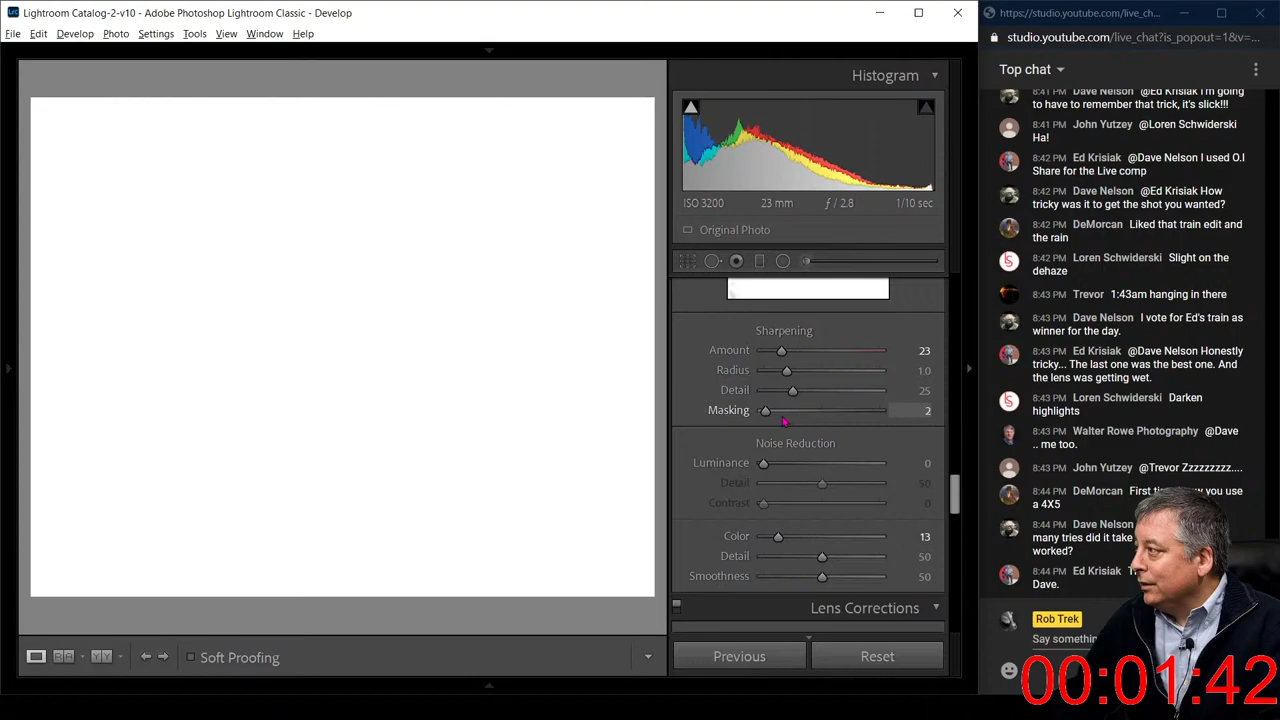 Lightroom Catalog-2-v10 - Adobe Photoshop Lightroom Classic - Develop
File Edit Develop Photo Settings Tools View Window Help
Histogram
ISO 3200 23 mm ƒ / 2.8 1/10 sec
Original Photo
Sharpening
Amount 23
Radius 1.0
Detail 25
Masking 2
Noise Reduction
Luminance 0
Detail 50
Contrast 0
Color 13
Detail 50
Smoothness 50
Lens Corrections
Previous Reset
Soft Proofing
https://studio.youtube.com/live_ch...
studio.youtube.com/live_chat?is_popout=1&v=...
Top chat
8:41 PM Dave Nelson @Ed Krisiak I'm going
to have to remember that trick, it's slick!!!
8:41 PM John Yutzey @Loren Schwiderski
Ha!
8:42 PM Ed Krisiak @Dave Nelson I used O.I
Share for the Live comp
8:42 PM Dave Nelson @Ed Krisiak How
tricky was it to get the shot you wanted?
8:42 PM DeMorcan Liked that train edit and
the rain
8:42 PM Loren Schwiderski Slight on the
dehaze
8:43 PM Trevor 1:43am hanging in there
8:43 PM Dave Nelson I vote for Ed's train as
winner for the day.
8:43 PM Ed Krisiak @Dave Nelson Honestly
tricky... The last one was the best one. And
the lens was getting wet.
8:43 PM Loren Schwiderski Darken
highlights
8:43 PM Walter Rowe Photography @Dave
.. me too.
8:43 PM John Yutzey @Trevor Zzzzzzzz....
8:44 PM DeMorcan First you use
a 4X5
8:44 PM Dave Nelson
many tries did it take
worked?
8:44 PM Ed Krisiak
Dave.
Rob Trek
Say something
00:01:42